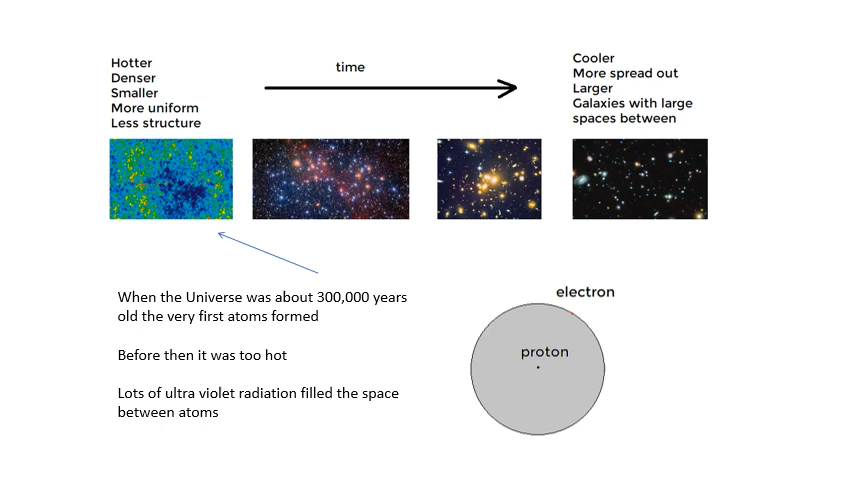 Hotter
Denser
Smaller
More uniform
Less structure
time
Cooler
More spread out
Larger
Galaxies with large
spaces between
When the Universe was about 300,000 years
old the very first atoms formed
Before then it was too hot
Lots of ultra violet radiation filled the space
between atoms
electron
proton